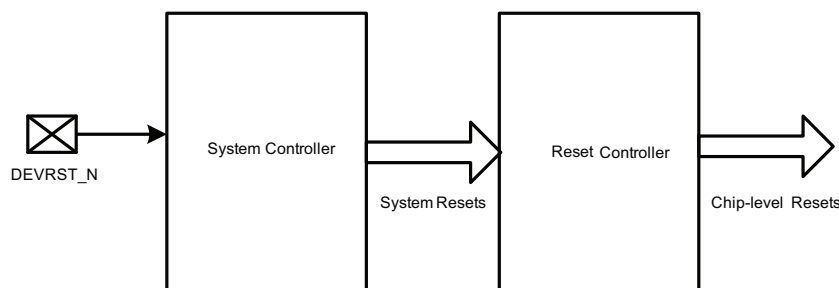 DEVRST_N
System Controller
System Resets
Reset Controller
Chip-level Resets